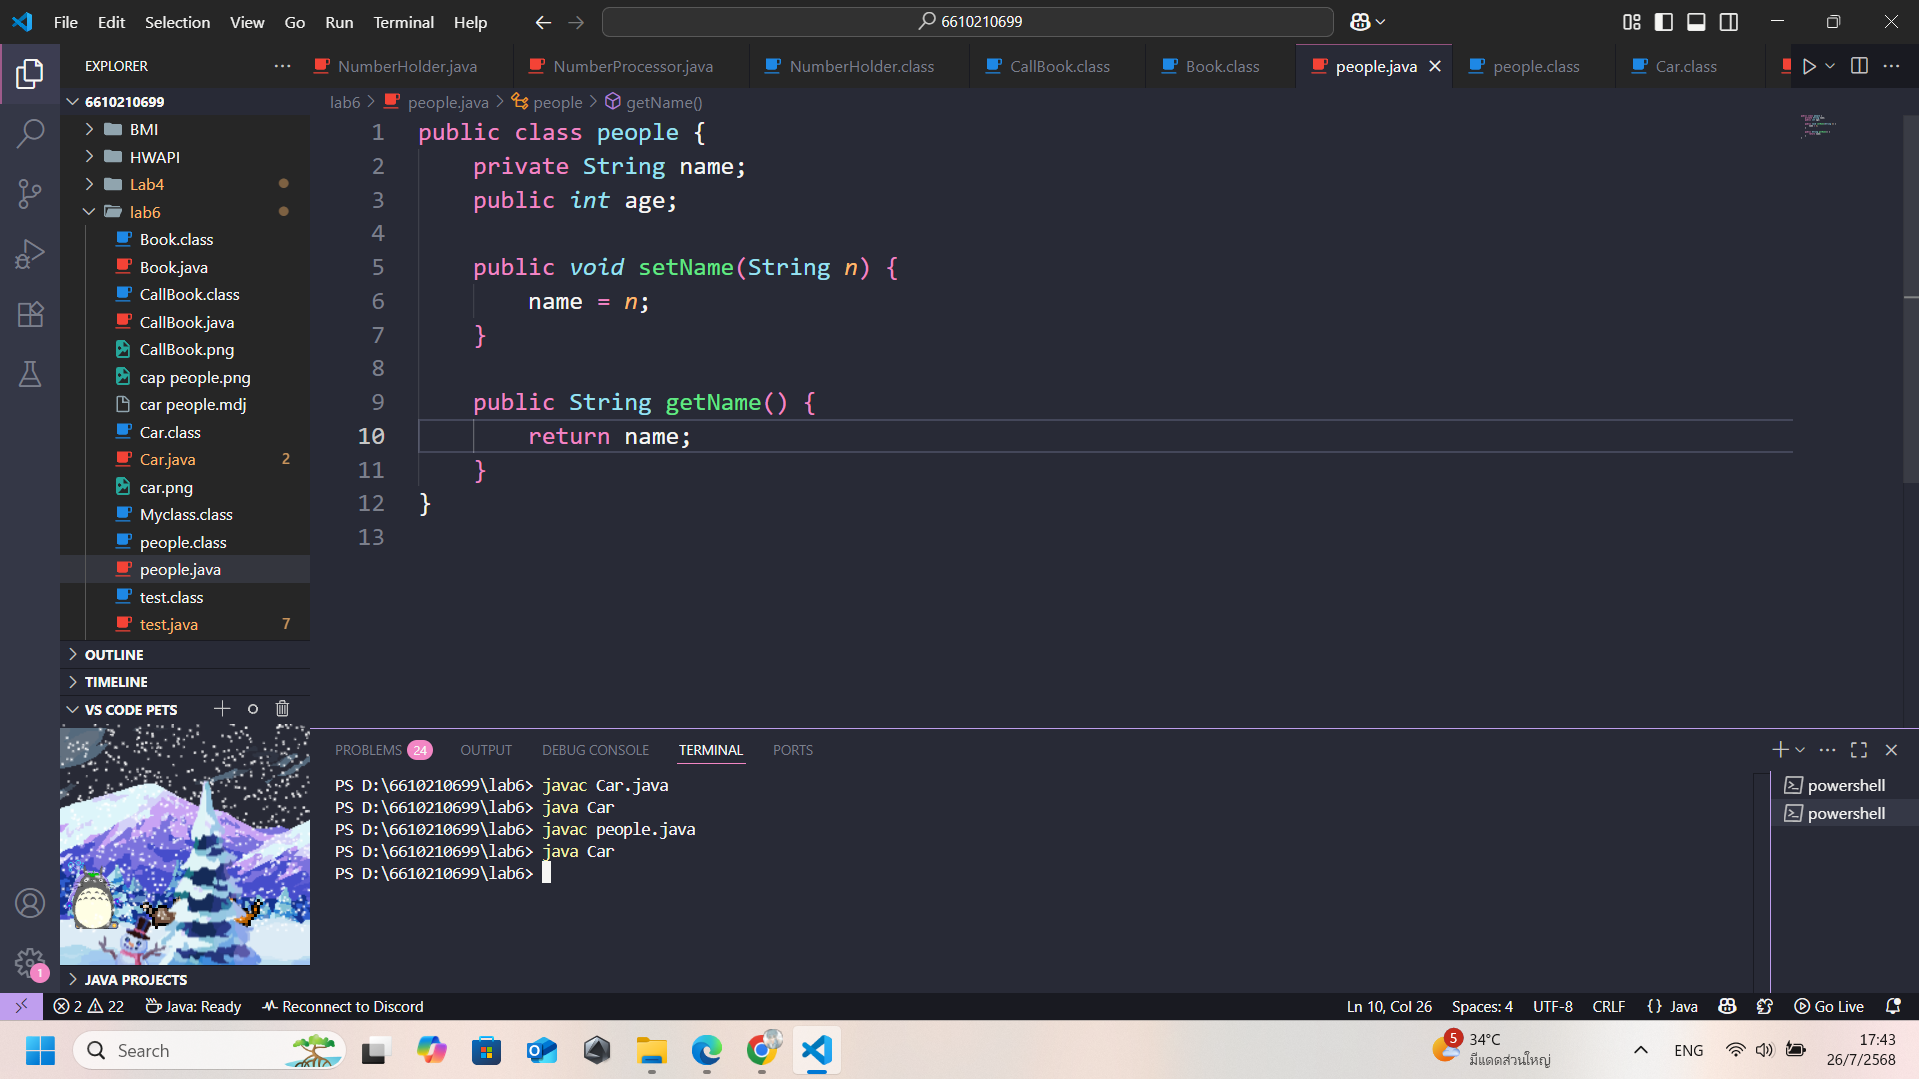 File Edit Selection View Go Run Terminal Help
6610210699
EXPLORER
NumberHolder.java
NumberProcessor.java
NumberHolder.class
CallBook.class
Book.class
people.java
people.class
Car.class
lab6 > people.java > people > getName()
6610210699
BMI
HWAPI
Lab4
lab6
Book.class
Book.java
CallBook.class
CallBook.java
CallBook.png
cap people.png
car people.mdj
Car.class
Car.java 2
car.png
Myclass.class
people.class
people.java
test.class
test.java 7
OUTLINE
TIMELINE
VS CODE PETS
JAVA PROJECTS
1 public class people {
2 private String name;
3 public int age;
4
5 public void setName(String n) {
6 name = n;
7 }
8
9 public String getName() {
10 return name;
11 }
12 }
13
PROBLEMS 24 OUTPUT DEBUG CONSOLE TERMINAL PORTS
PS D:\6610210699\lab6> javac Car.java
PS D:\6610210699\lab6> java Car
PS D:\6610210699\lab6> javac people.java
PS D:\6610210699\lab6> java Car
PS D:\6610210699\lab6>
powershell
powershell
1
2 22 Java: Ready Reconnect to Discord
Ln 10, Col 26 Spaces: 4 UTF-8 CRLF {} Java Go Live
Search
5
34°C
มีแดดส่วนใหญ่
ENG
17:43
26/7/2568